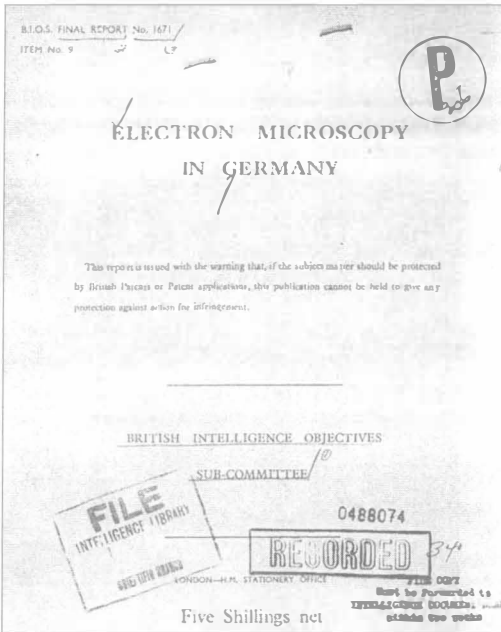 B.I.O.S. FINAL REPORT No. 1671
ITEM No. 9
P
ELECTRON MICROSCOPY
IN GERMANY
This report is issued with the warning that, if the subject matter should be protected
by British Patents or Patent applications, this publication cannot be held to give any
protection against action for infringement.
BRITISH INTELLIGENCE OBJECTIVES
SUB-COMMITTEE
FILE
INTELLIGENCE LIBRARY
0488074
RECORDED
LONDON—H.M. STATIONERY OFFICE
FILE COPY
Must be Forwarded to
INTELLIGENCE
within two weeks
Five Shillings net